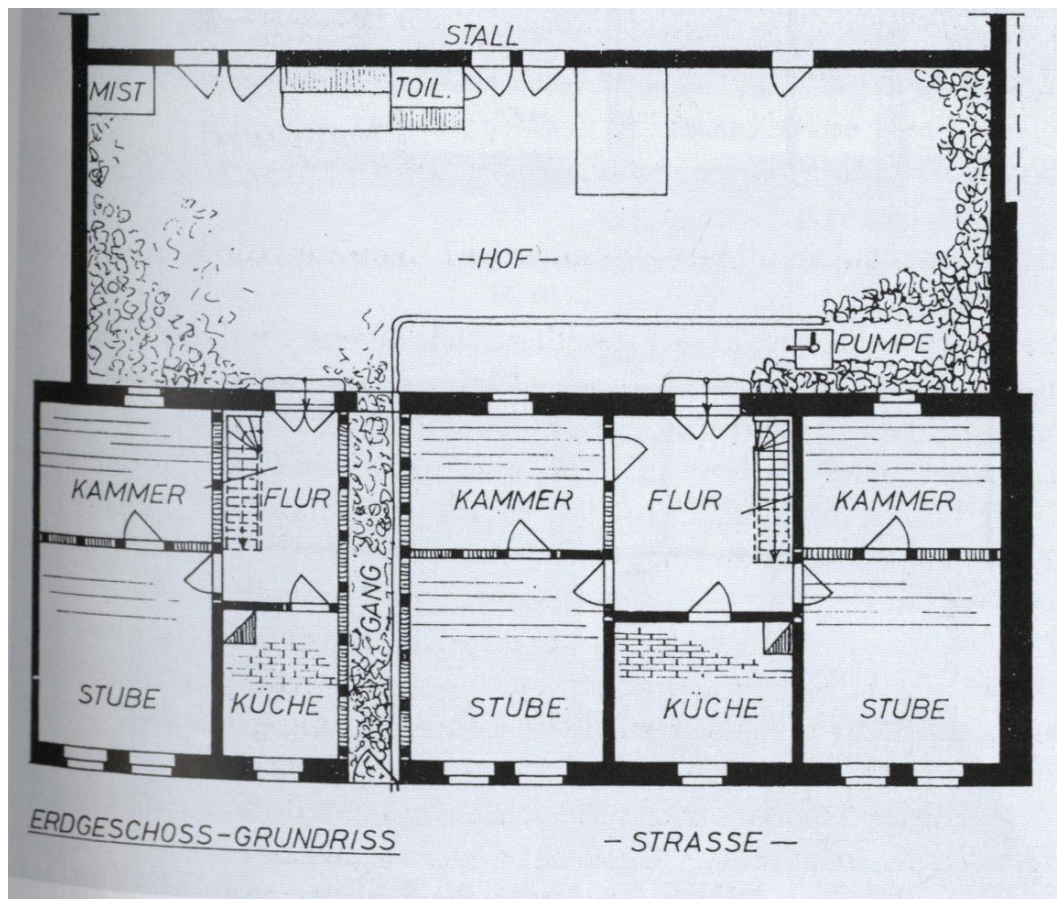 STALL
MIST
TOIL.
HOF
PUMPE
KAMMER
FLUR
KAMMER
FLUR
KAMMER
GANG
STUBE
KÜCHE
STUBE
KÜCHE
STUBE
ERDGESCHOSS-GRUNDRISS
- STRASSE -